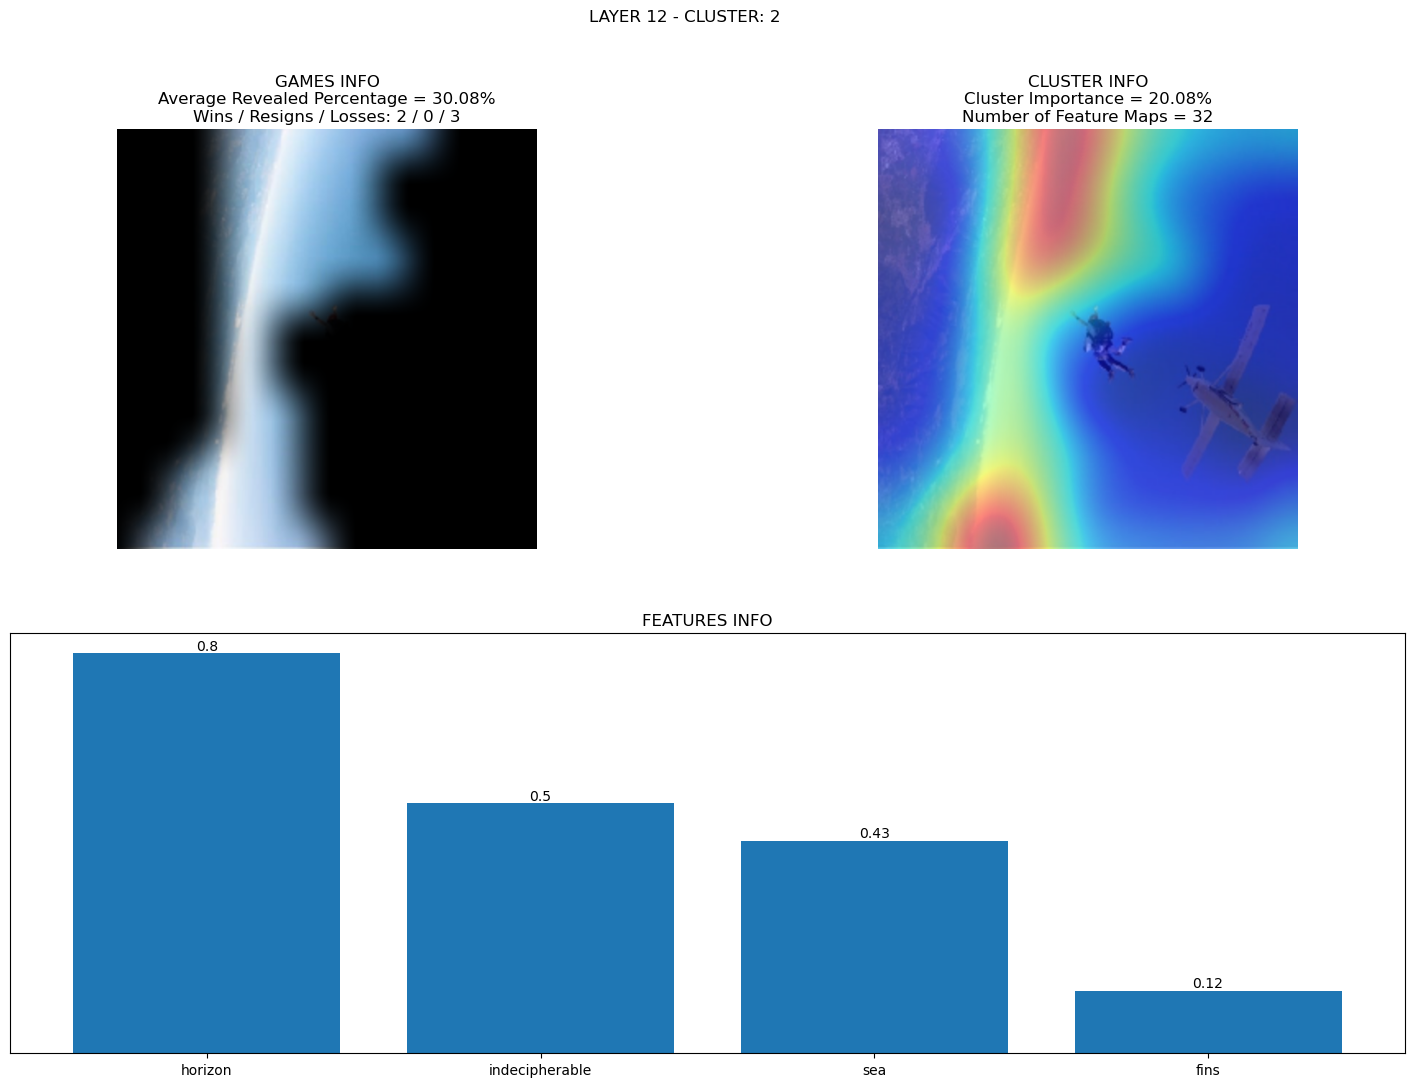 LAYER 12 - CLUSTER: 2
GAMES INFO
Average Revealed Percentage = 30.08%
Wins / Resigns / Losses: 2 / 0 / 3
CLUSTER INFO
Cluster Importance = 20.08%
Number of Feature Maps = 32
FEATURES INFO
0.8
0.5
0.43
0.12
horizon
indecipherable
sea
fins